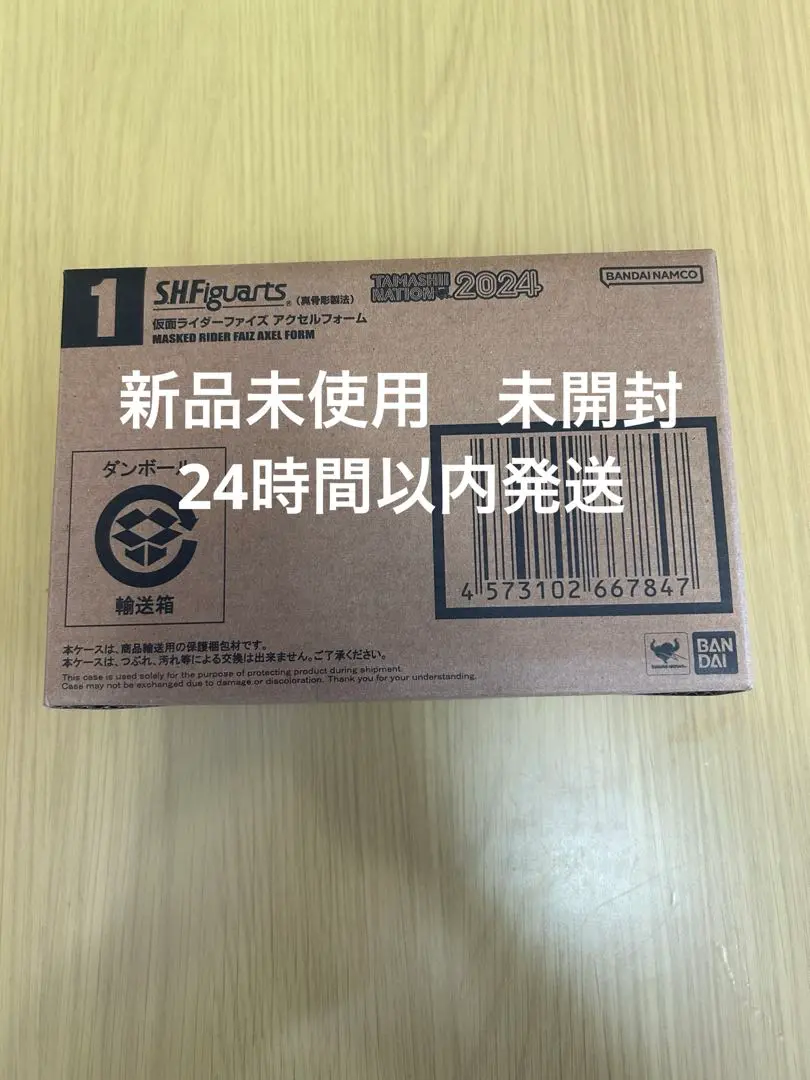 1
S.H.Figuarts
(真骨彫製法)
TAMASHII
NATION
2024
BANDAI NAMCO
仮面ライダーファイズ アクセルフォーム
MASKED RIDER FAIZ AXEL FORM
新品未使用 未開封
24時間以内発送
ダンボール
輸送箱
4 573102 667847
本ケースは、商品輸送用の保護梱包材です。
本ケースは、つぶれ、汚れ等による交換は出来ません。ご了承ください。
This case is used solely for the purpose of protecting product during shipment.
Case may not be exchanged due to damage or discoloration. Thank you for your understanding.
BAN
DAI